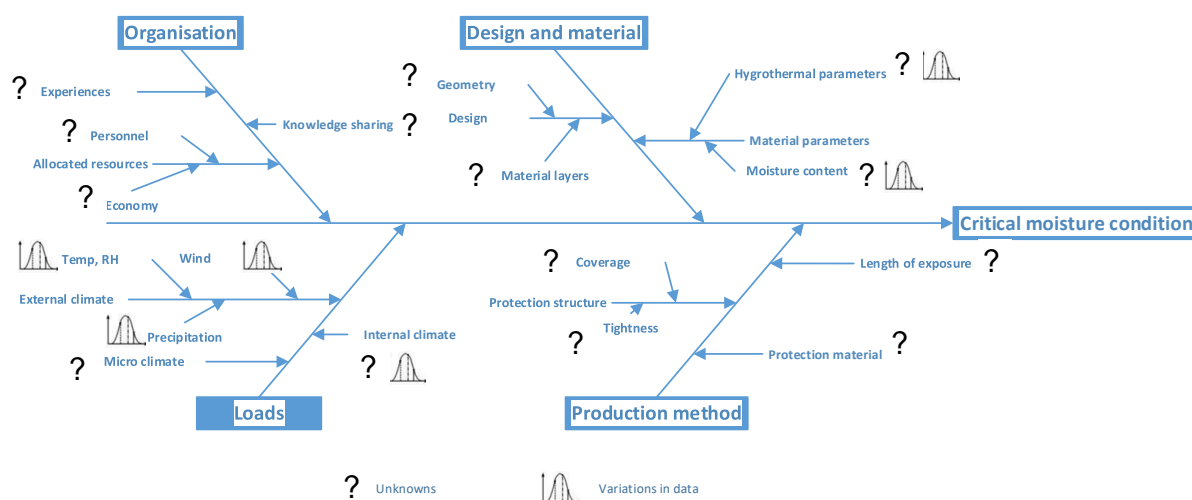 Organisation
Design and material
? Experiences
Knowledge sharing
? Personnel
Allocated resources
? Economy
? Geometry
? Design
? Material layers
Hygrothermal parameters ?
Material parameters
Moisture content ?
Critical moisture condition
Temp, RH
Wind
External climate
Precipitation
? Micro climate
Internal climate
?
Loads
? Coverage
Length of exposure ?
Protection structure
Tightness
?
Protection material ?
Production method
? Unknowns
Variations in data